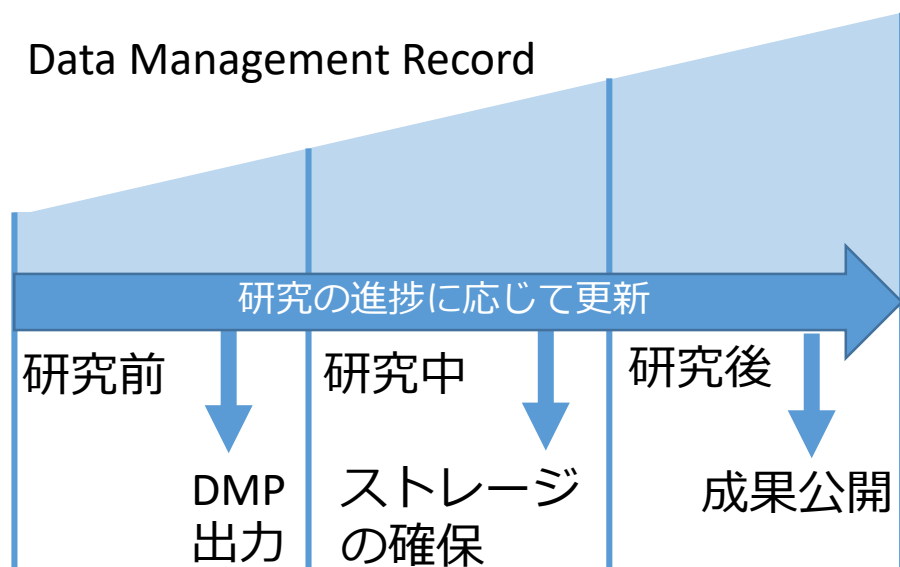 Data Management Record
研究の進捗に応じて更新
研究前
研究中
研究後
DMP
出力
ストレージ
の確保
成果公開